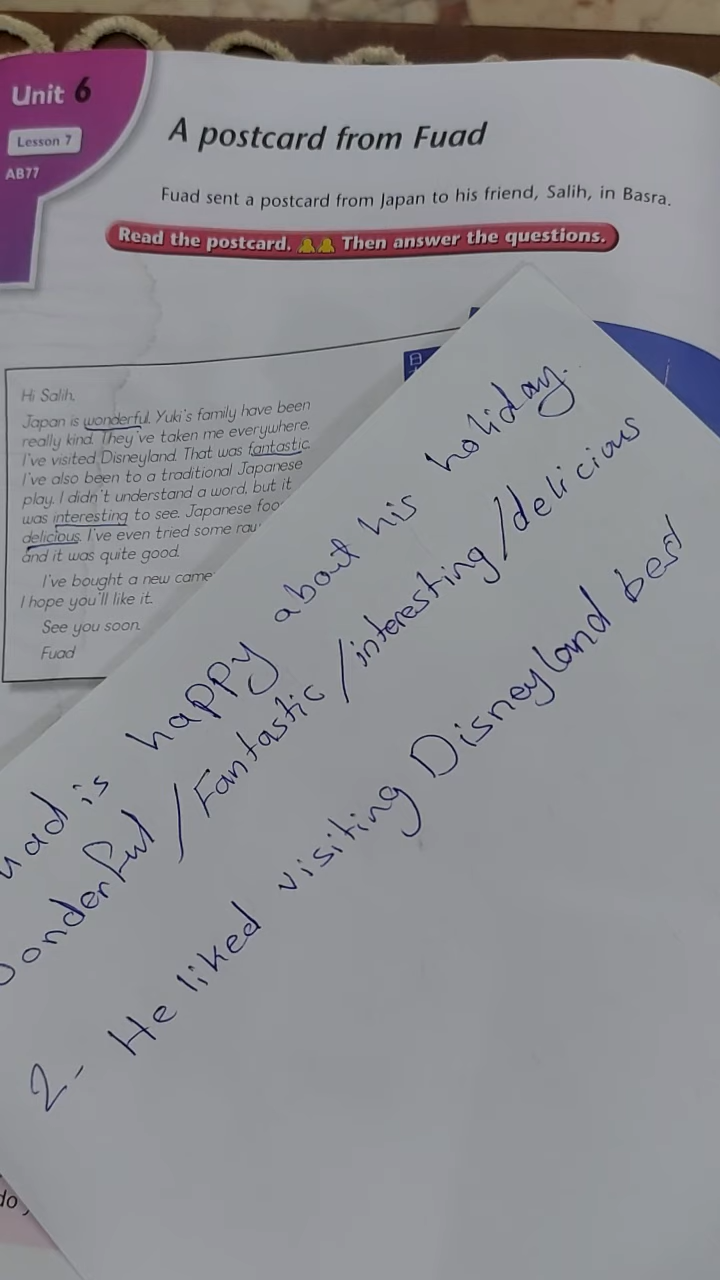 Unit 6
Lesson 7
AB77
A postcard from Fuad
Fuad sent a postcard from Japan to his friend, Salih, in Basra.
Read the postcard. Then answer the questions.
Hi Salih,
Japan is wonderful. Yuki's family have been
really kind. They've taken me everywhere.
I've visited Disneyland. That was fantastic.
I've also been to a traditional Japanese
play. I didn't understand a word, but it
was interesting to see. Japanese foo
delicious. I've even tried some raw
and it was quite good.
I've bought a new came
I hope you'll like it.
See you soon
Fuad
日
uad is happy about his holiday.
wonderful / Fantastic / interesting / delicious
2- He liked visiting Disneyland best
do